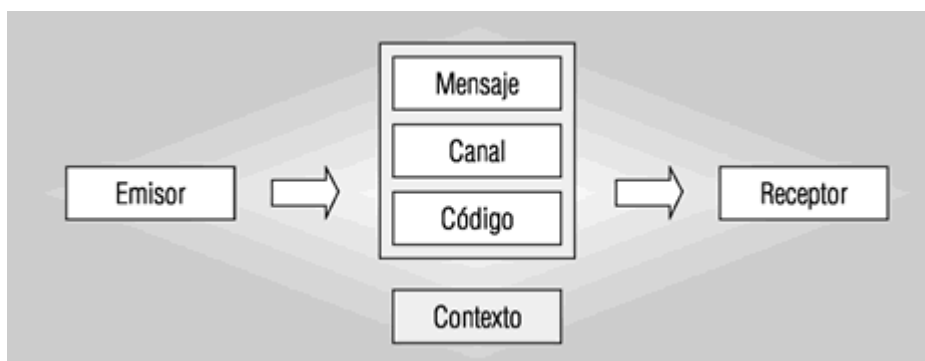 Mensaje
Canal
Emisor
Receptor
Código
Contexto